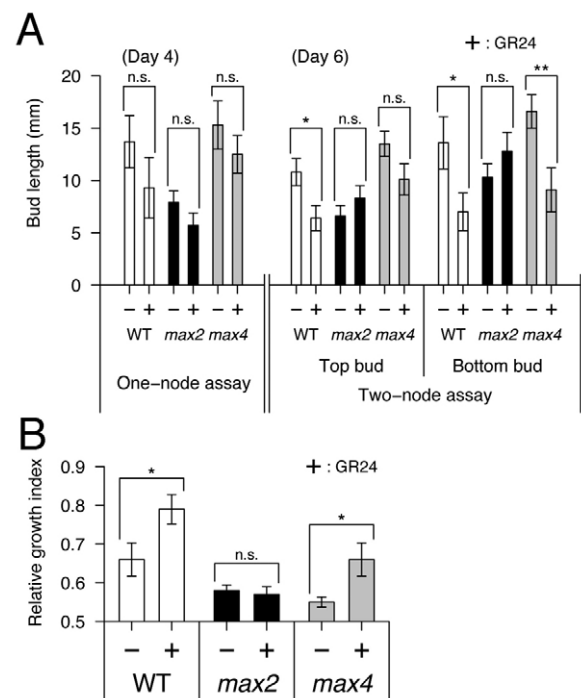 A
(Day 4)
(Day 6)
+ : GR24
n.s.
n.s.
n.s.
*
n.s.
n.s.
*
n.s.
**
Bud length (mm)
20
15
10
5
0
− + − + − + − + − + − + − + − + − +
WT max2 max4 WT max2 max4 WT max2 max4
Top bud Bottom bud
One−node assay
Two−node assay
B
+ : GR24
*
n.s.
*
Relative growth index
0.9
0.8
0.7
0.6
0.5
− + − + − +
WT max2 max4